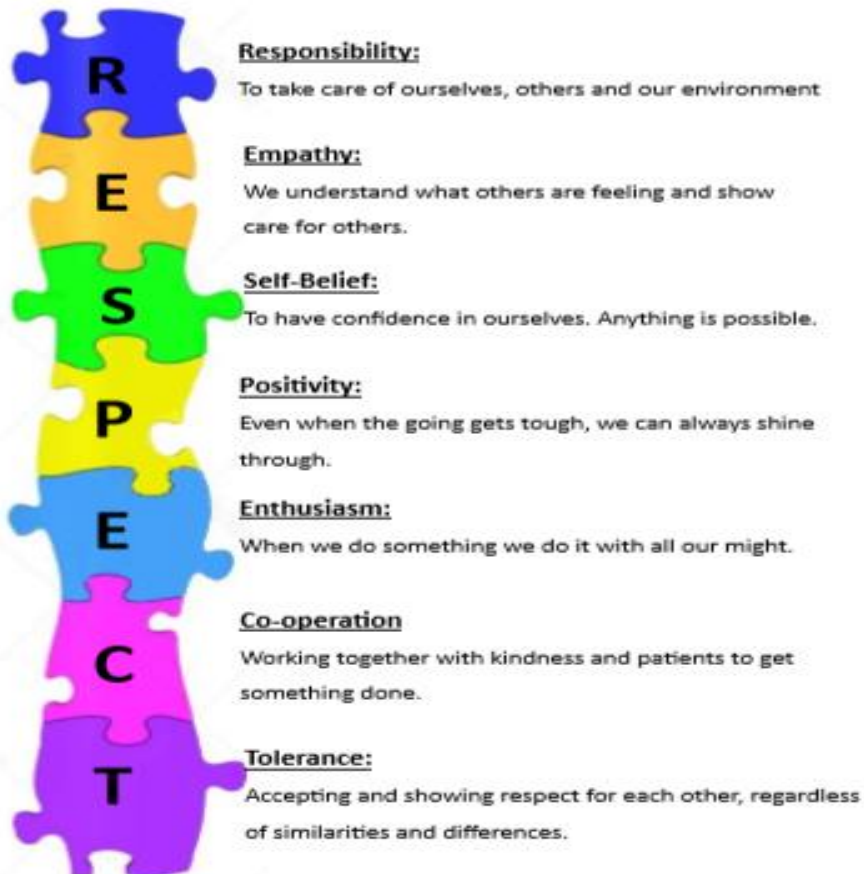 R
Responsibility:
To take care of ourselves, others and our environment
E
Empathy:
We understand what others are feeling and show
care for others.
S
Self-Belief:
To have confidence in ourselves. Anything is possible.
P
Positivity:
Even when the going gets tough, we can always shine
through.
E
Enthusiasm:
When we do something we do it with all our might.
C
Co-operation
Working together with kindness and patients to get
something done.
T
Tolerance:
Accepting and showing respect for each other, regardless
of similarities and differences.